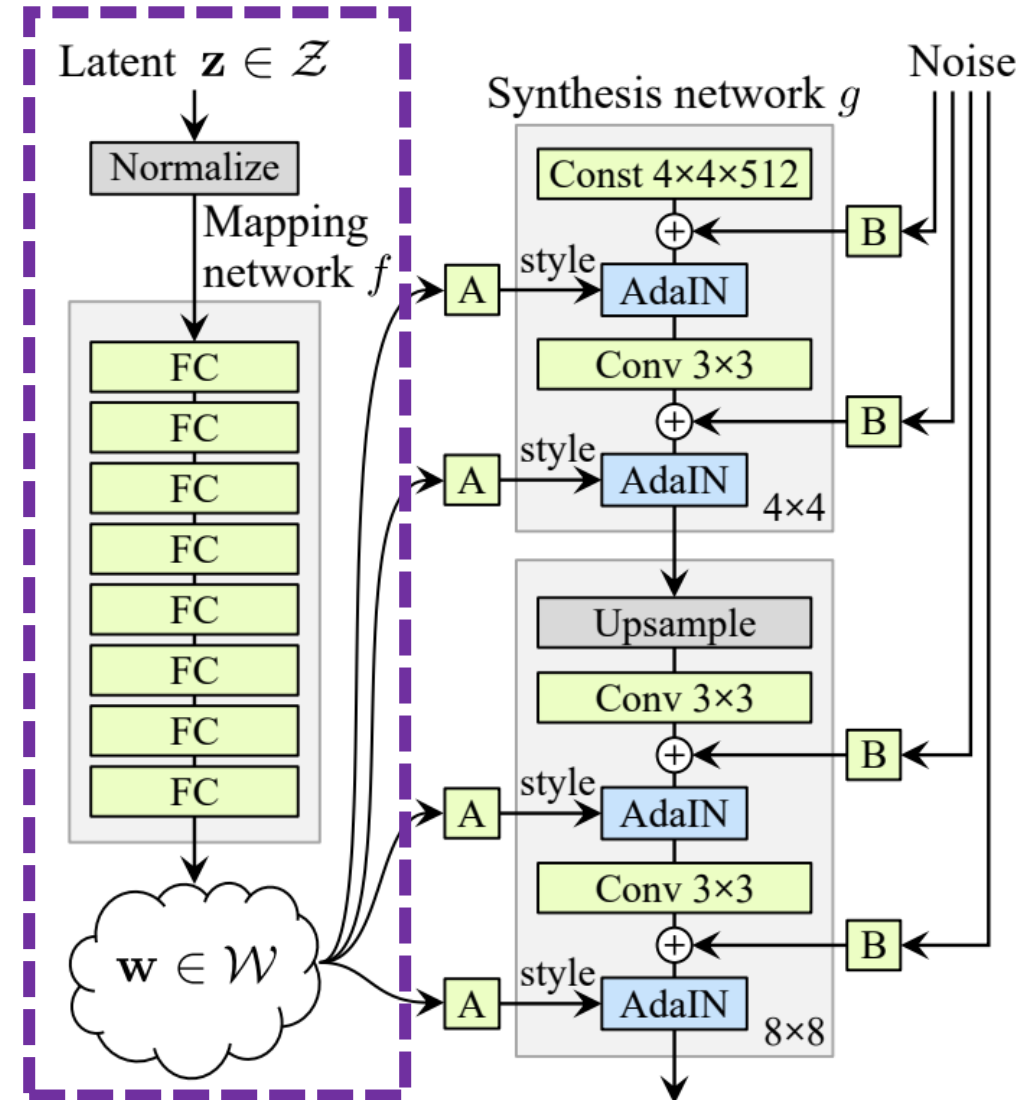 Latent z ∈ 𝒵
Normalize
Mapping
network f
FC
FC
FC
FC
FC
FC
FC
FC
w ∈ 𝒲
A
A
A
A
style
style
style
style
Synthesis network g
Const 4×4×512
+
AdaIN
Conv 3×3
+
AdaIN
4×4
Upsample
Conv 3×3
+
AdaIN
Conv 3×3
+
AdaIN
8×8
Noise
B
B
B
B